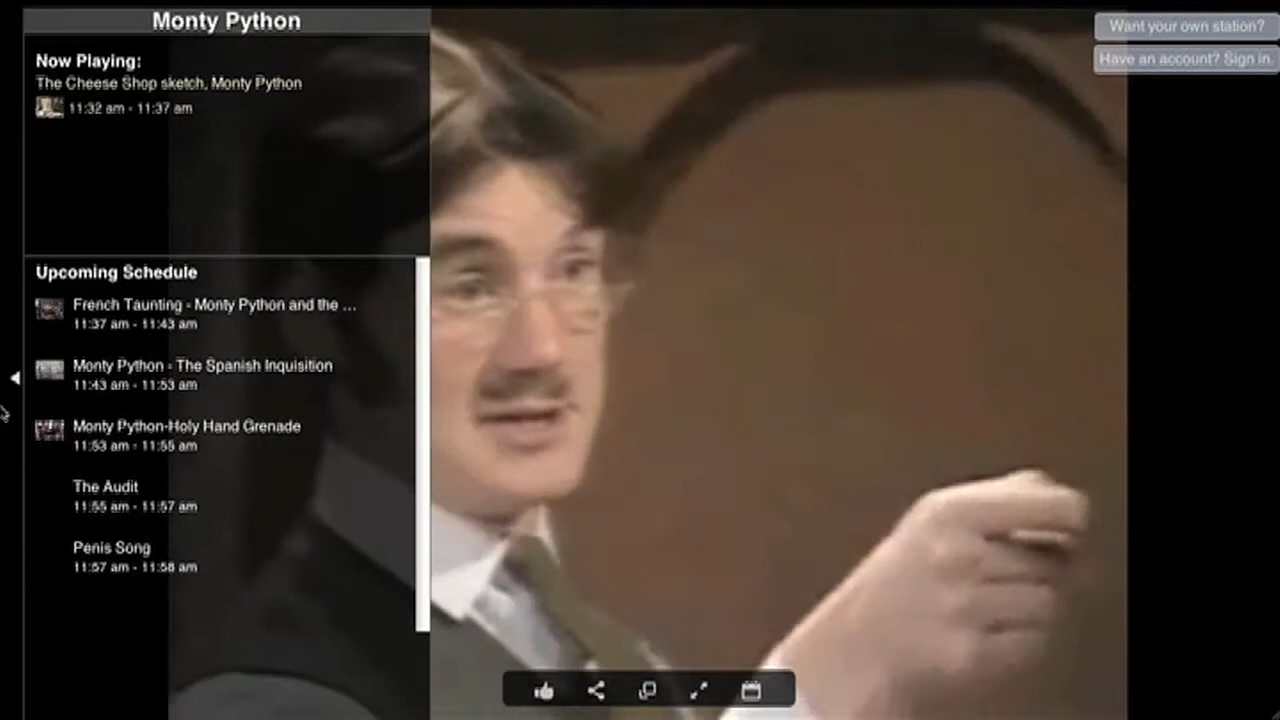 Monty Python
Want your own station?
Have an account? Sign in.
Now Playing:
The Cheese Shop sketch, Monty Python
11:32 am - 11:37 am
Upcoming Schedule
French Taunting - Monty Python and the ...
11:37 am - 11:43 am
Monty Python - The Spanish Inquisition
11:43 am - 11:53 am
Monty Python-Holy Hand Grenade
11:53 am - 11:55 am
The Audit
11:55 am - 11:57 am
Penis Song
11:57 am - 11:58 am